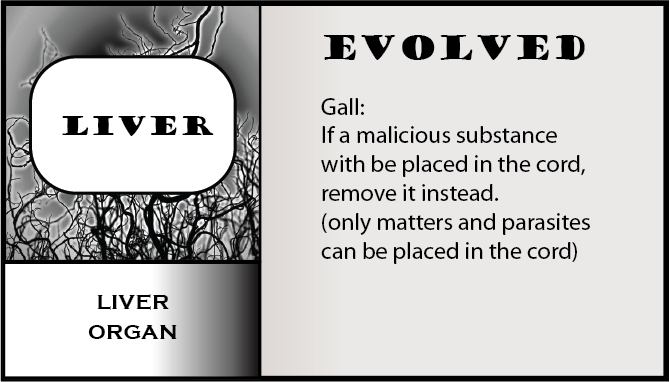 LIVER
LIVER
ORGAN
EVOLVED
Gall:
If a malicious substance
with be placed in the cord,
remove it instead.
(only matters and parasites
can be placed in the cord)